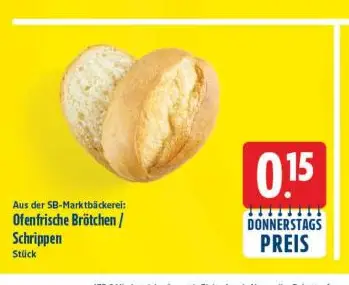 Aus der SB-Marktbäckerei:
Ofenfrische Brötchen /
Schrippen
Stück
0.15
DONNERSTAGS
PREIS